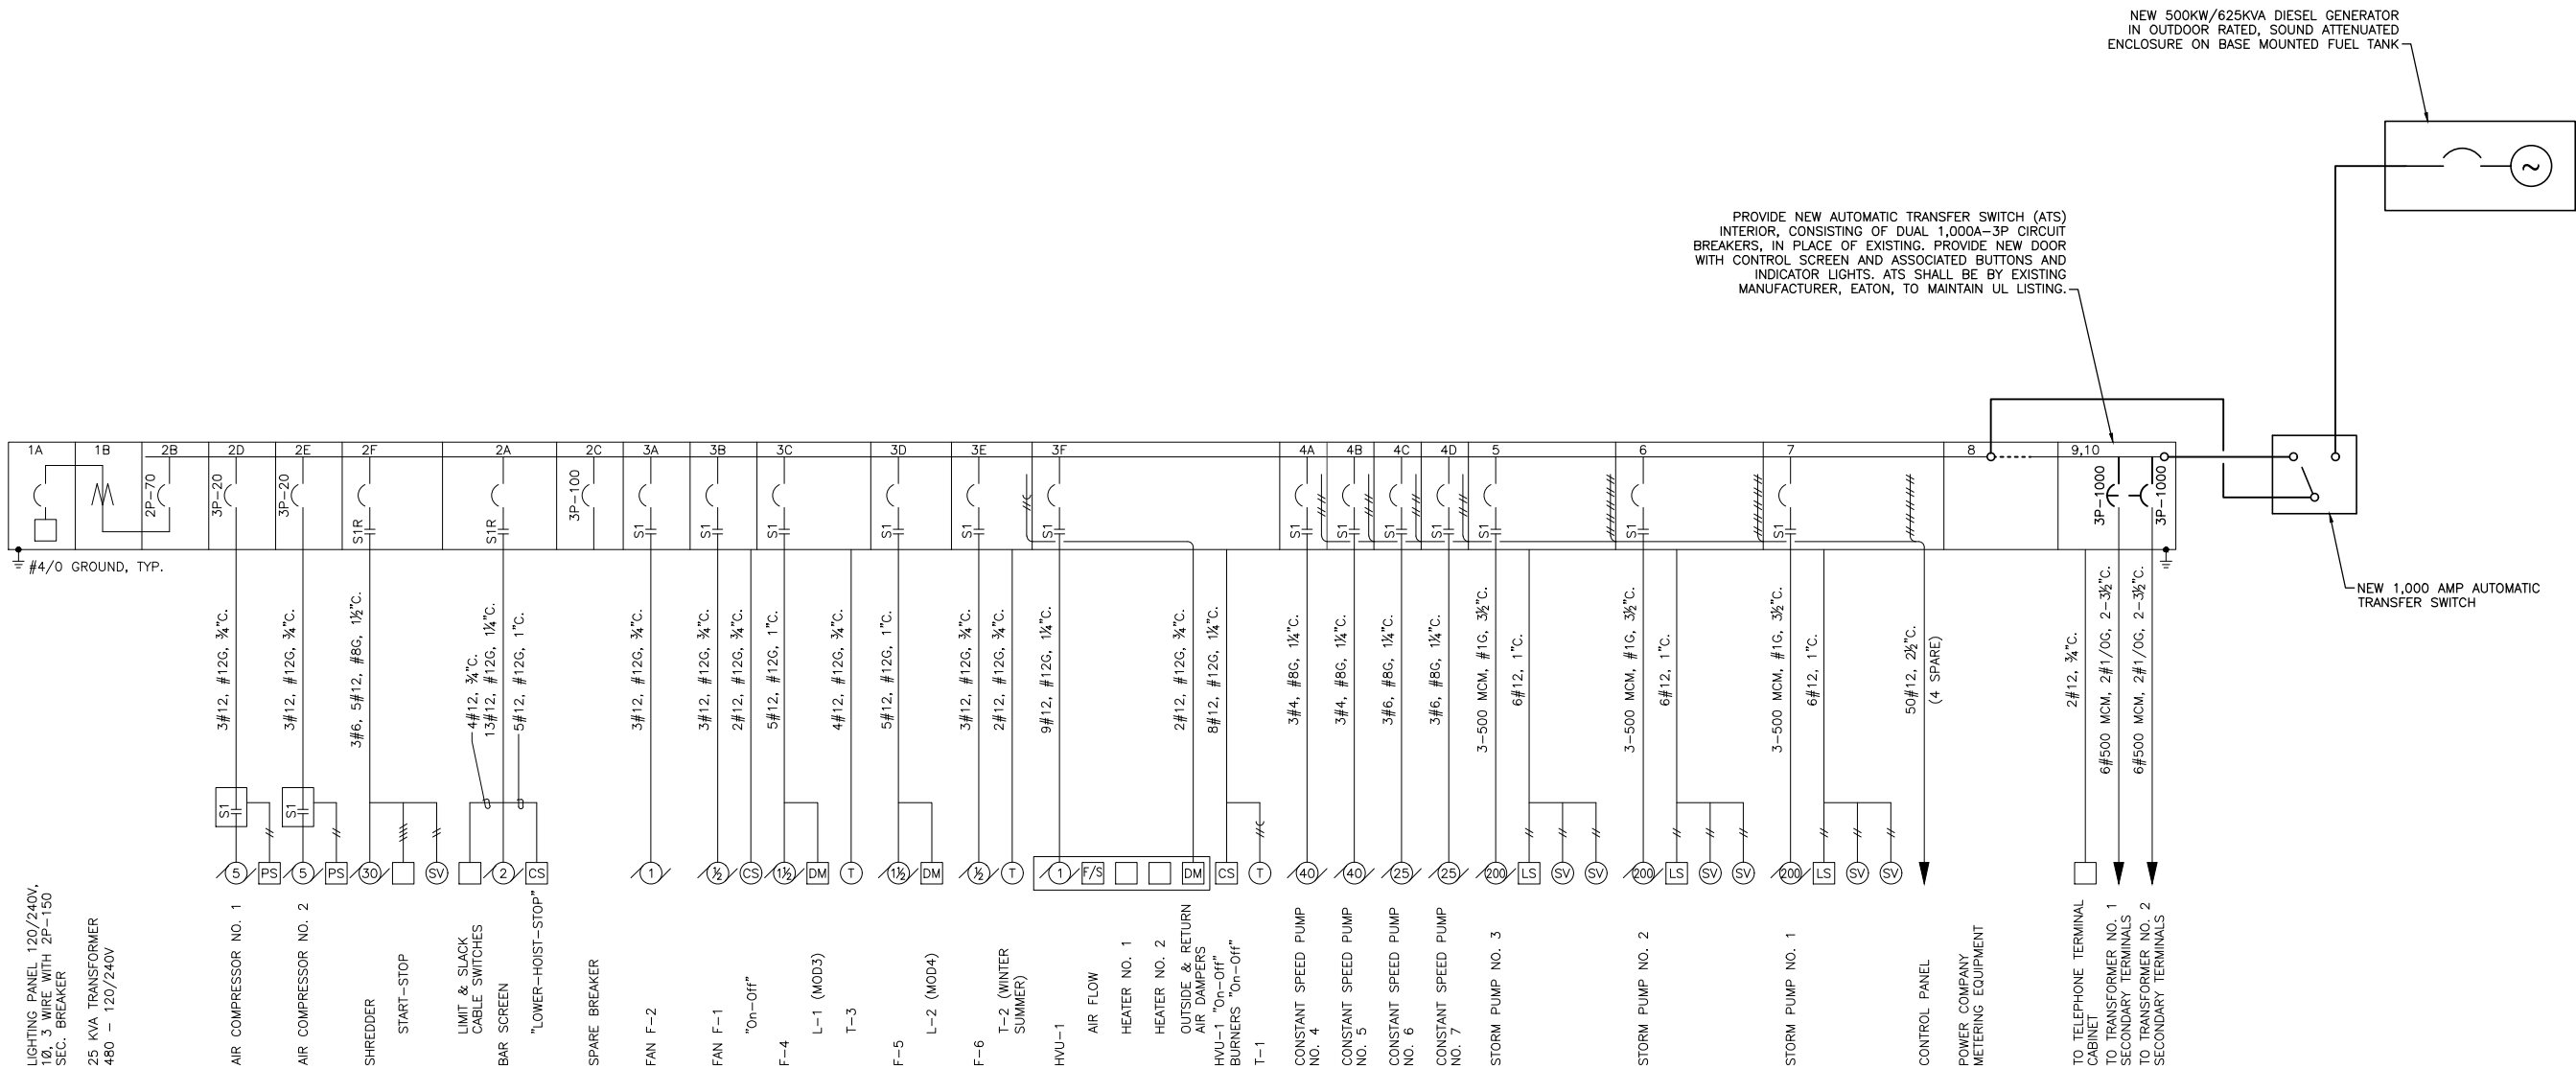 NEW 500KW/625KVA DIESEL GENERATOR
IN OUTDOOR RATED, SOUND ATTENUATED
ENCLOSURE ON BASE MOUNTED FUEL TANK
~
PROVIDE NEW AUTOMATIC TRANSFER SWITCH (ATS)
INTERIOR, CONSISTING OF DUAL 1,000A-3P CIRCUIT
BREAKERS, IN PLACE OF EXISTING. PROVIDE NEW DOOR
WITH CONTROL SCREEN AND ASSOCIATED BUTTONS AND
INDICATOR LIGHTS. ATS SHALL BE BY EXISTING
MANUFACTURER, EATON, TO MAINTAIN UL LISTING.
1A
1B
2B
2D
2E
2F
2A
2C
3A
3B
3C
3D
3E
3F
4A
4B
4C
4D
5
6
7
8
9,10
2P-70
3P-20
3P-20
S1R
S1R
3P-100
S1
S1
S1
S1
S1
S1
S1
S1
S1
S1
S1
S1
S1
3P-1000
3P-1000
#4/0 GROUND, TYP.
NEW 1,000 AMP AUTOMATIC
TRANSFER SWITCH
3#12, #12G, ¾"C.
3#12, #12G, ¾"C.
3#6, 5#12, #8G, 1½"C.
4#12, ¾"C.
13#12, #12G, 1¼"C.
5#12, #12G, 1"C.
3#12, #12G, ¾"C.
3#12, #12G, ¾"C.
2#12, #12G, ¾"C.
5#12, #12G, 1"C.
4#12, #12G, ¾"C.
5#12, #12G, 1"C.
3#12, #12G, ¾"C.
2#12, #12G, ¾"C.
9#12, #12G, 1¼"C.
2#12, #12G, ¾"C.
8#12, #12G, 1¼"C.
3#4, #8G, 1¼"C.
3#4, #8G, 1¼"C.
3#6, #8G, 1¼"C.
3#6, #8G, 1¼"C.
3-500 MCM, #1G, 3½"C.
6#12, 1"C.
3-500 MCM, #1G, 3½"C.
6#12, 1"C.
3-500 MCM, #1G, 3½"C.
6#12, 1"C.
50#12, 2½"C.
(4 SPARE)
2#12, ¾"C.
6#500 MCM, 2#1/0G, 2-3½"C.
6#500 MCM, 2#1/0G, 2-3½"C.
S1
S1
5
PS
5
PS
30
SV
2
CS
1
½
CS
1½
DM
T
1½
DM
½
T
1
F/S
DM
CS
T
40
40
25
25
200
LS
SV
SV
200
LS
SV
SV
200
LS
SV
SV
LIGHTING PANEL 120/240V,
1Ø, 3 WIRE WITH 2P-150
SEC. BREAKER
25 KVA TRANSFORMER
480 - 120/240V
AIR COMPRESSOR NO. 1
AIR COMPRESSOR NO. 2
SHREDDER
START-STOP
LIMIT & SLACK
CABLE SWITCHES
BAR SCREEN
"LOWER-HOIST-STOP"
SPARE BREAKER
FAN F-2
FAN F-1
"On-Off"
F-4
L-1 (MOD3)
T-3
F-5
L-2 (MOD4)
F-6
T-2 (WINTER
SUMMER)
HVU-1
AIR FLOW
HEATER NO. 1
HEATER NO. 2
OUTSIDE & RETURN
AIR DAMPERS
HVU-1 "On-Off"
BURNERS "On-Off"
T-1
CONSTANT SPEED PUMP
NO. 4
CONSTANT SPEED PUMP
NO. 5
CONSTANT SPEED PUMP
NO. 6
CONSTANT SPEED PUMP
NO. 7
STORM PUMP NO. 3
STORM PUMP NO. 2
STORM PUMP NO. 1
CONTROL PANEL
POWER COMPANY
METERING EQUIPMENT
TO TELEPHONE TERMINAL
CABINET
TO TRANSFORMER NO. 1
SECONDARY TERMINALS
TO TRANSFORMER NO. 2
SECONDARY TERMINALS